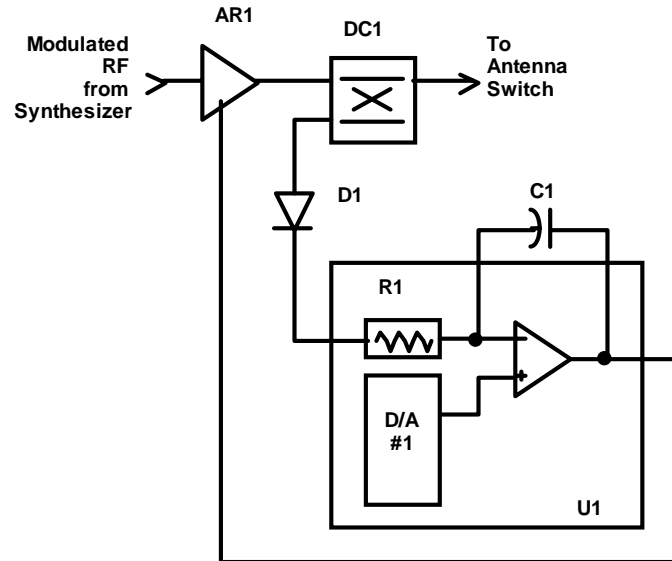 AR1
DC1
Modulated
RF
from
Synthesizer
To
Antenna
Switch
D1
C1
R1
D/A
#1
U1